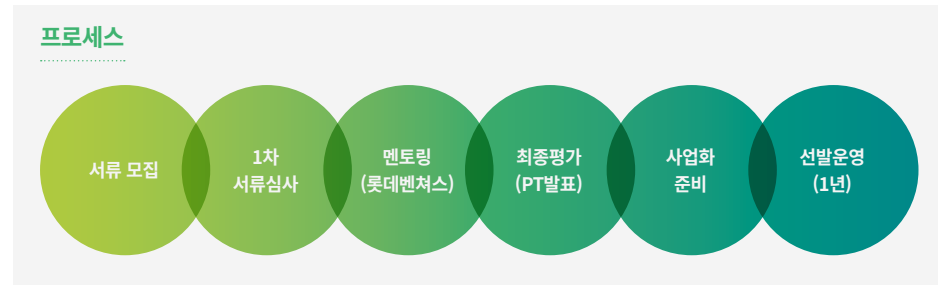 프로세스
서류 모집
1차
서류심사
멘토링
(롯데벤쳐스)
최종평가
(PT발표)
사업화
준비
선발운영
(1년)